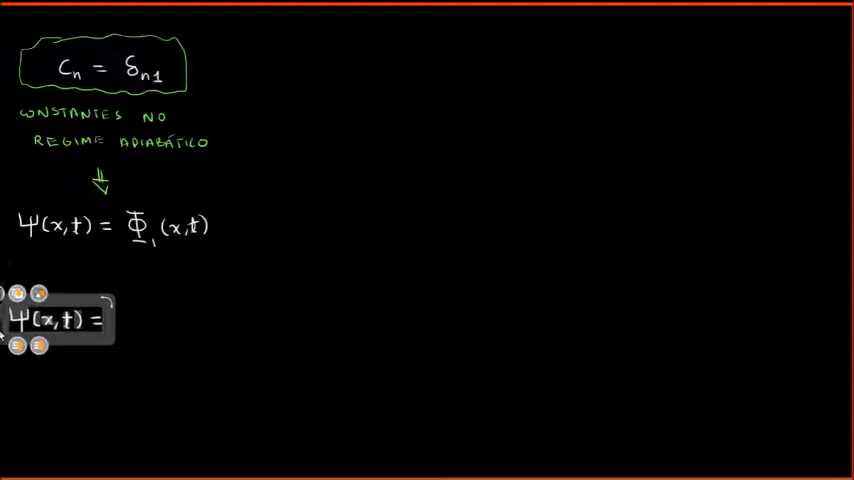 Cn = δn1
CONSTANTES NO
REGIME ADIABÁTICO
⇓
Ψ(x,t) = Φ1(x,t)
Ψ(x,t) =